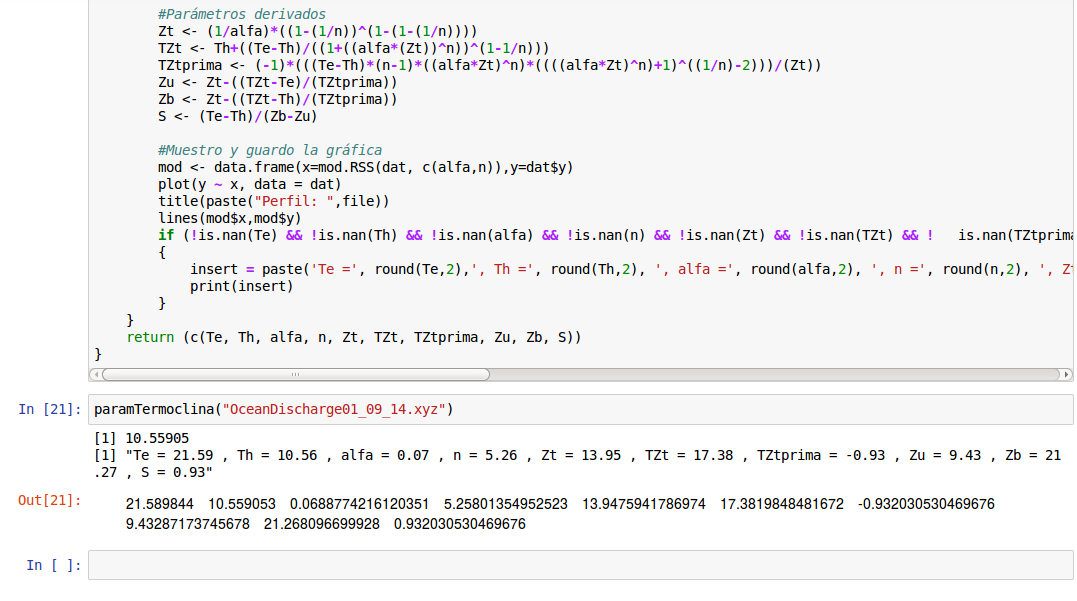 #Parámetros derivados
Zt <- (1/alfa)*((1-(1/n))^(1-(1-(1/n))))
TZt <- Th+((Te-Th)/((1+((alfa*(Zt))^n))^(1-1/n)))
TZtprima <- (-1)*(((Te-Th)*(n-1)*((alfa*Zt)^n)*((((alfa*Zt)^n)+1)^((1/n)-2)))/(Zt))
Zu <- Zt-((TZt-Te)/(TZtprima))
Zb <- Zt-((TZt-Th)/(TZtprima))
S <- (Te-Th)/(Zb-Zu)
#Muestro y guardo la gráfica
mod <- data.frame(x=mod.RSS(dat, c(alfa,n)),y=dat$y)
plot(y ~ x, data = dat)
title(paste("Perfil: ",file))
lines(mod$x,mod$y)
if (!is.nan(Te) && !is.nan(Th) && !is.nan(alfa) && !is.nan(n) && !is.nan(Zt) && !is.nan(TZt) && !   is.nan(TZtprima
{
insert = paste('Te =', round(Te,2),', Th =', round(Th,2), ', alfa =', round(alfa,2), ', n =', round(n,2), ', Zt
print(insert)
}
}
return (c(Te, Th, alfa, n, Zt, TZt, TZtprima, Zu, Zb, S))
}
In [21]: paramTermoclina("OceanDischarge01_09_14.xyz")
[1] 10.55905
[1] "Te = 21.59 , Th = 10.56 , alfa = 0.07 , n = 5.26 , Zt = 13.95 , TZt = 17.38 , TZtprima = -0.93 , Zu = 9.43 , Zb = 21
.27 , S = 0.93"
Out[21]: 21.589844 10.559053 0.0688774216120351 5.25801354952523 13.9475941786974 17.3819848481672 -0.932030530469676
9.43287173745678 21.268096699928 0.932030530469676
In [ ]: